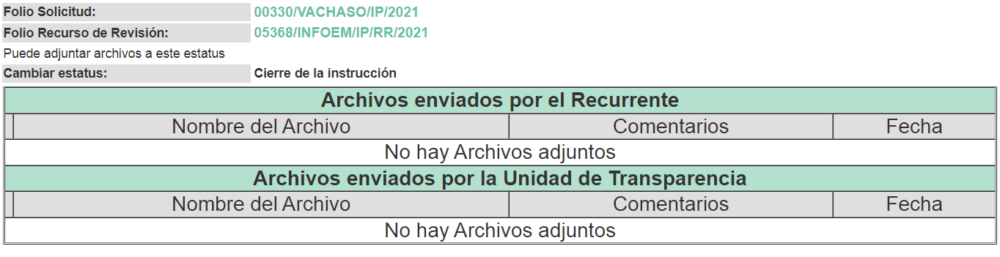 Folio Solicitud: 00330/VACHASO/IP/2021
Folio Recurso de Revisión: 05368/INFOEM/IP/RR/2021
Puede adjuntar archivos a este estatus
Cambiar estatus: Cierre de la instrucción
Archivos enviados por el Recurrente
Nombre del Archivo Comentarios Fecha
No hay Archivos adjuntos
Archivos enviados por la Unidad de Transparencia
Nombre del Archivo Comentarios Fecha
No hay Archivos adjuntos